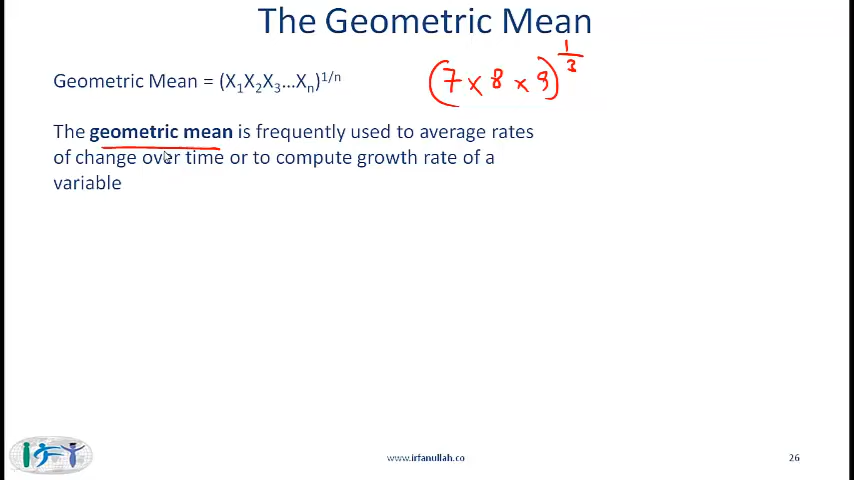 The Geometric Mean
Geometric Mean = (X₁X₂X₃...Xₙ)¹/ⁿ
(7 × 8 × 9)^1/3
The geometric mean is frequently used to average rates
of change over time or to compute growth rate of a
variable
www.irfanullah.co
26